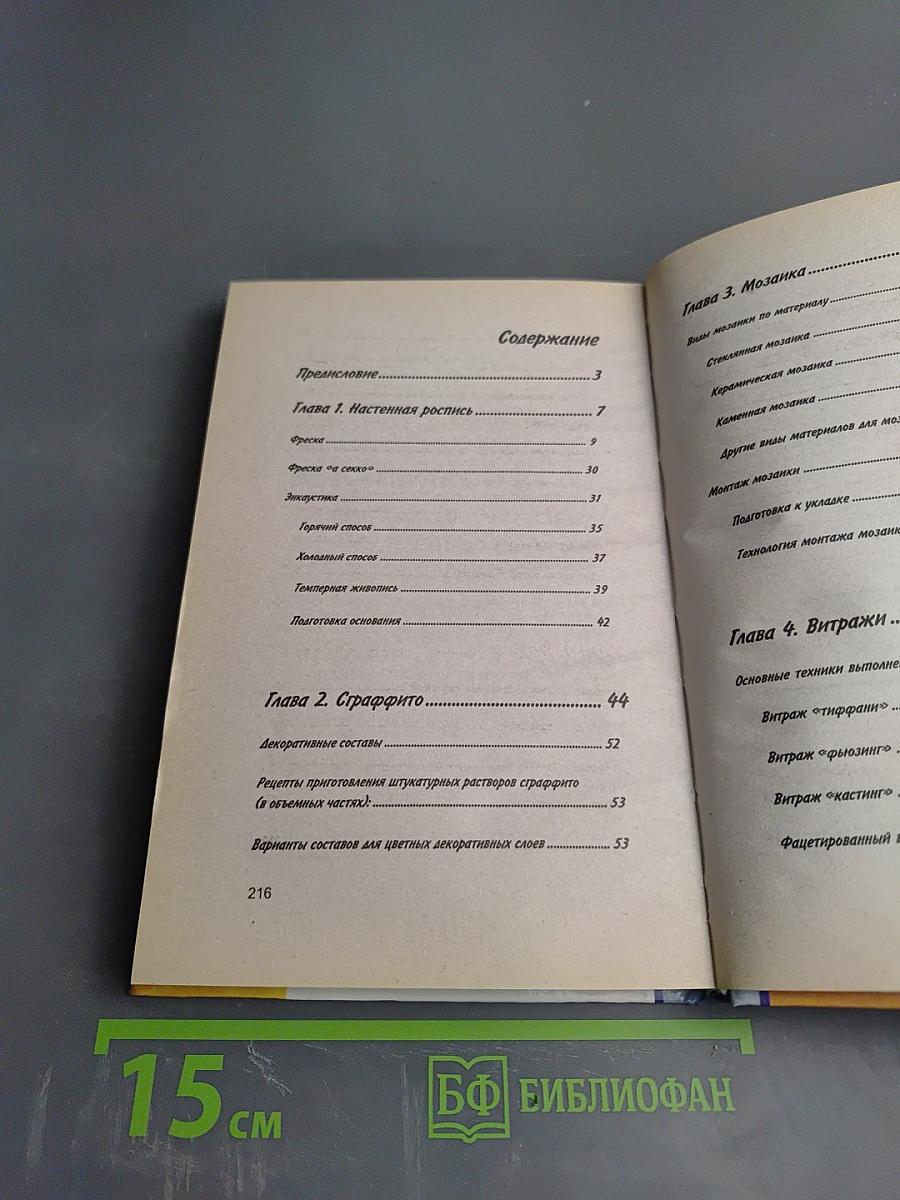 Содержание
Предисловие 3
Глава 1. Настенная роспись 7
Фреска 9
Фреска «а секко» 30
Энкаустика 31
Горячий способ 35
Холодный способ 37
Темперная живопись 39
Подготовка основания 42
Глава 2. Сграффито 44
Декоративные составы 52
Рецепты приготовления штукатурных растворов сграффито
(в объемных частях): 53
Варианты составов для цветных декоративных слоев 53
216
Глава 3. Мозаика
Виды мозаики по материалу
Стеклянная мозаика
Керамическая мозаика
Каменная мозаика
Другие виды материалов для моз
Монтаж мозаики
Подготовка к укладке
Технология монтажа мозаик
Глава 4. Витражи
Основные техники выполне
Витраж «тиффани»
Витраж «фьюзинг»
Витраж «кастинг»
Фацетированный в
15 см
БФ БИБЛИОФАН